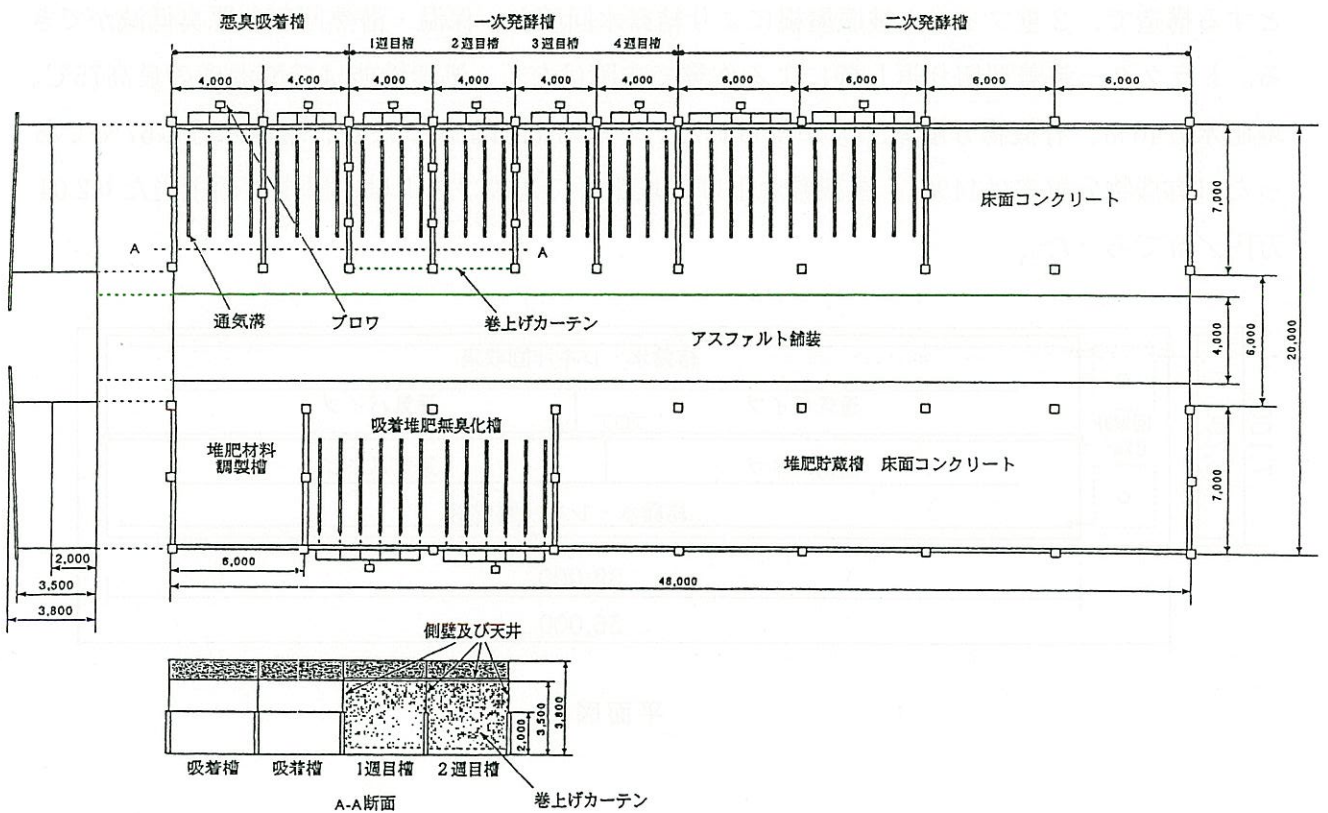 悪臭吸着槽 一次発酵槽 二次発酵槽
1週目槽 2週目槽 3週目槽 4週目槽
4,000 4,000 4,000 4,000 4,000 4,000 6,000 6,000 6,000 6,000
床面コンクリート
7,000
A A
通気溝 ブロワ 巻上げカーテン
アスファルト舗装
4,000
6,000
20,000
堆肥材料
調製槽
吸着堆肥無臭化槽
堆肥貯蔵槽 床面コンクリート
7,000
2,000
3,500
3,800
6,000
48,000
側壁及び天井
2,000
3,500
3,800
吸着槽 吸着槽 1週目槽 2週目槽
A-A断面
巻上げカーテン